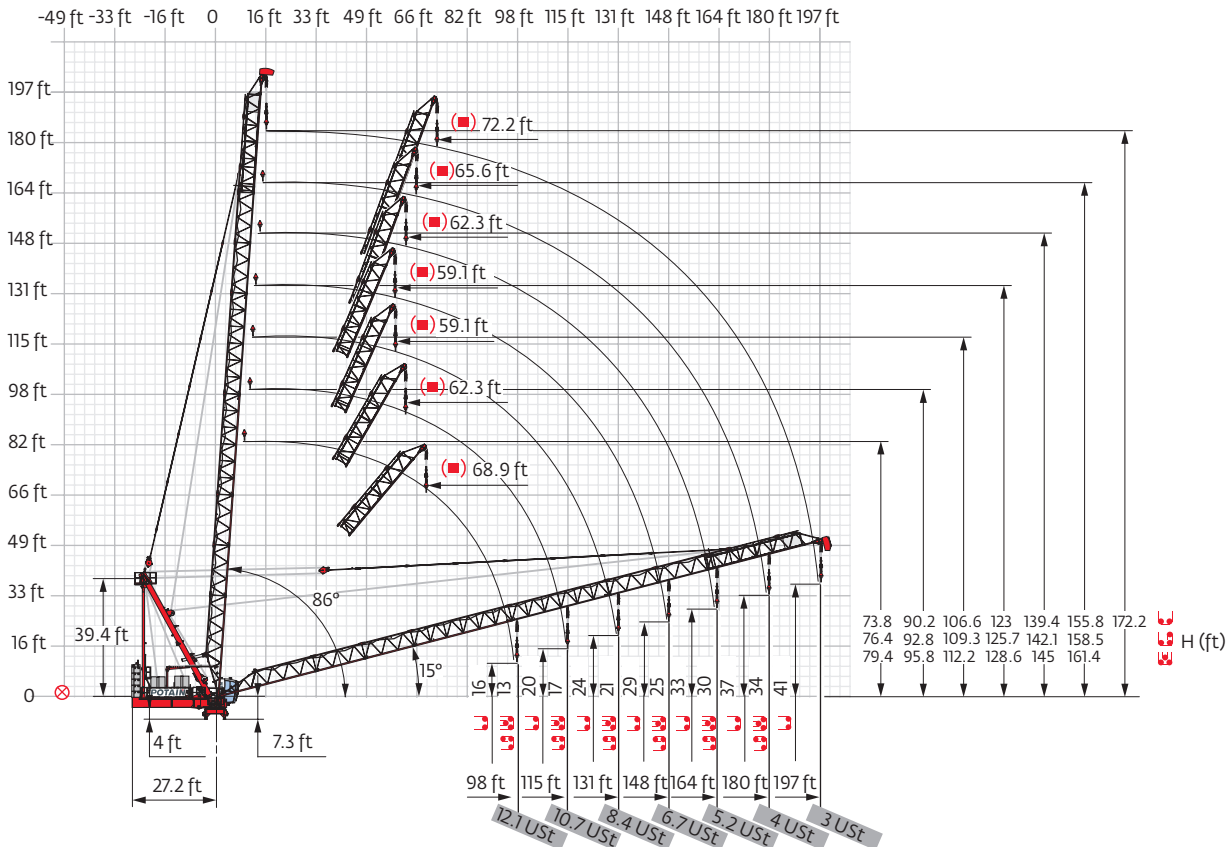 -49 ft -33 ft -16 ft 0 16 ft 33 ft 49 ft 66 ft 82 ft 98 ft 115 ft 131 ft 148 ft 164 ft 180 ft 197 ft
197 ft
180 ft
164 ft
148 ft
131 ft
115 ft
98 ft
82 ft
66 ft
49 ft
33 ft
16 ft
0
72.2 ft
65.6 ft
62.3 ft
59.1 ft
59.1 ft
62.3 ft
68.9 ft
86°
15°
39.4 ft
POTAIN
4 ft
7.3 ft
27.2 ft
73.8 90.2 106.6 123 139.4 155.8 172.2
76.4 92.8 109.3 125.7 142.1 158.5
79.4 95.8 112.2 128.6 145 161.4
H (ft)
16 13 20 17 24 21 29 25 33 30 37 34 41
98 ft 115 ft 131 ft 148 ft 164 ft 180 ft 197 ft
12.1 USt 10.7 USt 8.4 USt 6.7 USt 5.2 USt 4 USt 3 USt